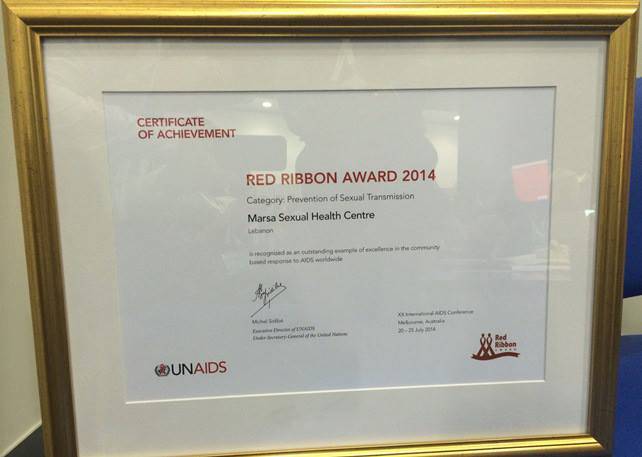 CERTIFICATE
OF ACHIEVEMENT
RED RIBBON AWARD 2014
Category: Prevention of Sexual Transmission
Marsa Sexual Health Centre
Lebanon
is recognized as an outstanding example of excellence in the community
based response to AIDS worldwide
Michel Sidibé
Executive Director of UNAIDS
Under Secretary-General of the United Nations
XX International AIDS Conference
Melbourne, Australia
20 – 25 July 2014
UNAIDS
Red
Ribbon
AWARD